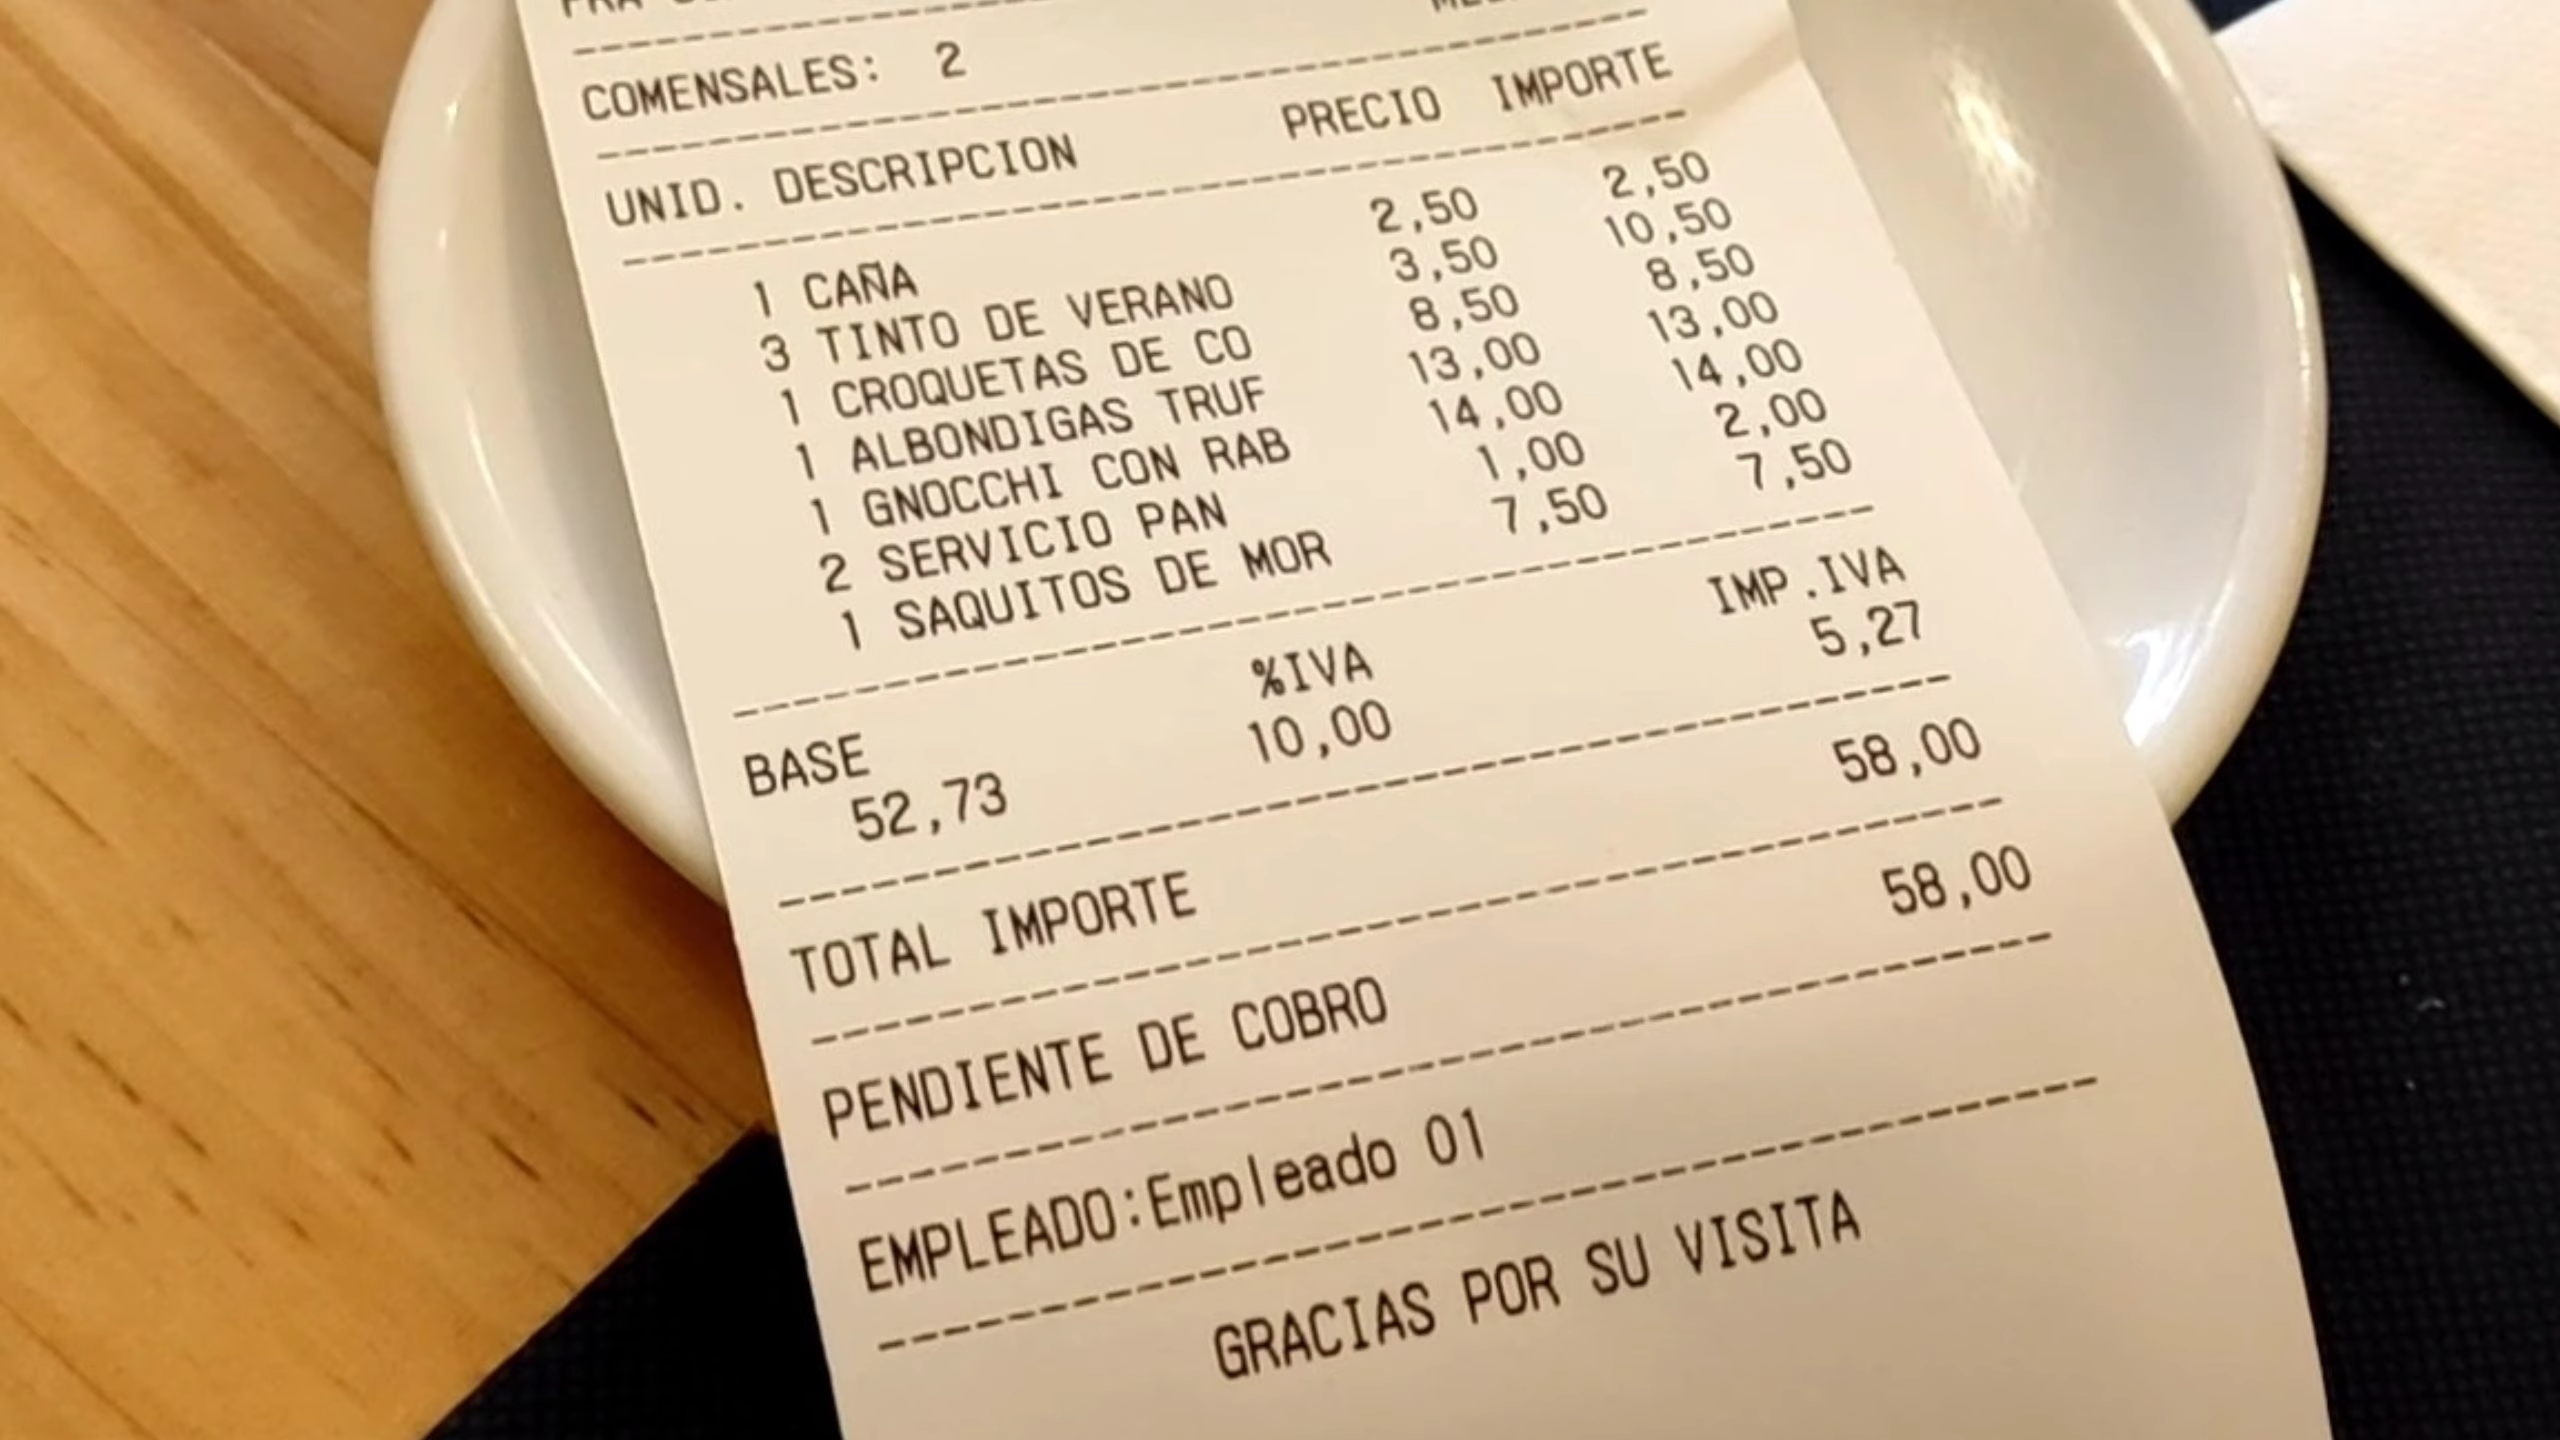 COMENSALES: 2
UNID. DESCRIPCION PRECIO IMPORTE
1 CAÑA 2,50 2,50
3 TINTO DE VERANO 3,50 10,50
1 CROQUETAS DE CO 8,50 8,50
1 ALBONDIGAS TRUF 13,00 13,00
1 GNOCCHI CON RAB 14,00 14,00
2 SERVICIO PAN 1,00 2,00
1 SAQUITOS DE MOR 7,50 7,50
BASE %IVA IMP.IVA
52,73 10,00 5,27
TOTAL IMPORTE 58,00
PENDIENTE DE COBRO 58,00
EMPLEADO:Empleado 01
GRACIAS POR SU VISITA